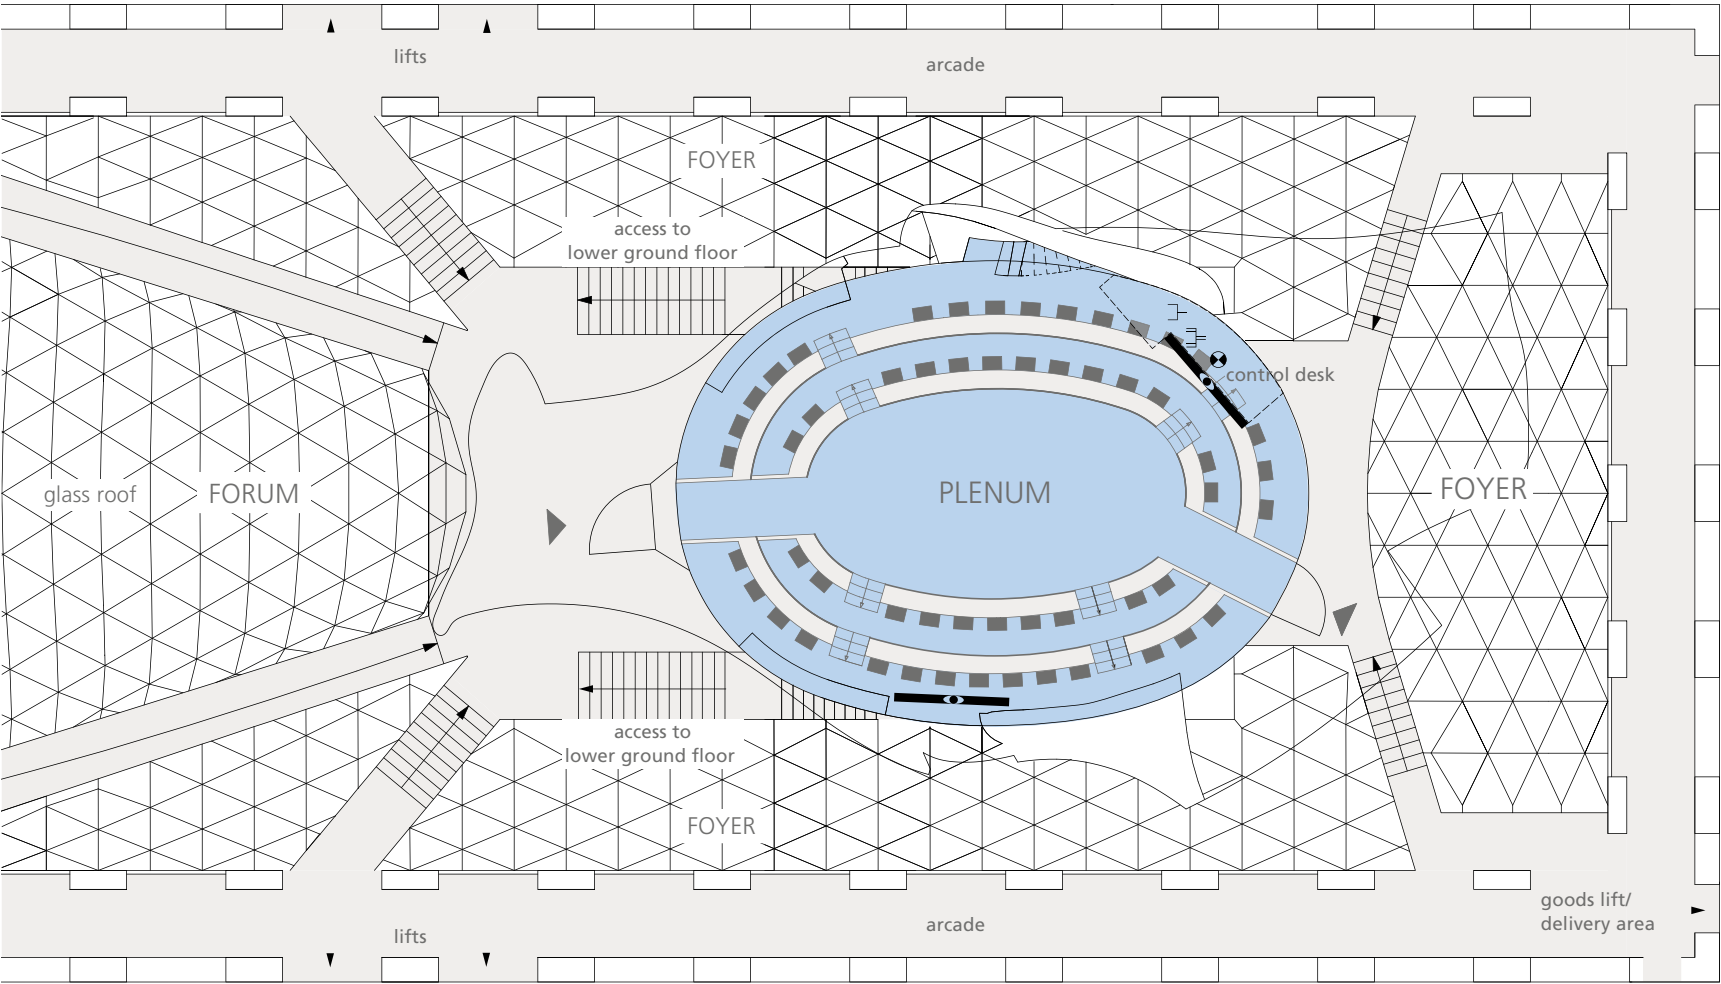 lifts
arcade
FOYER
access to
lower ground floor
control desk
glass roof
FORUM
PLENUM
FOYER
access to
lower ground floor
FOYER
goods lift/
delivery area
arcade
lifts